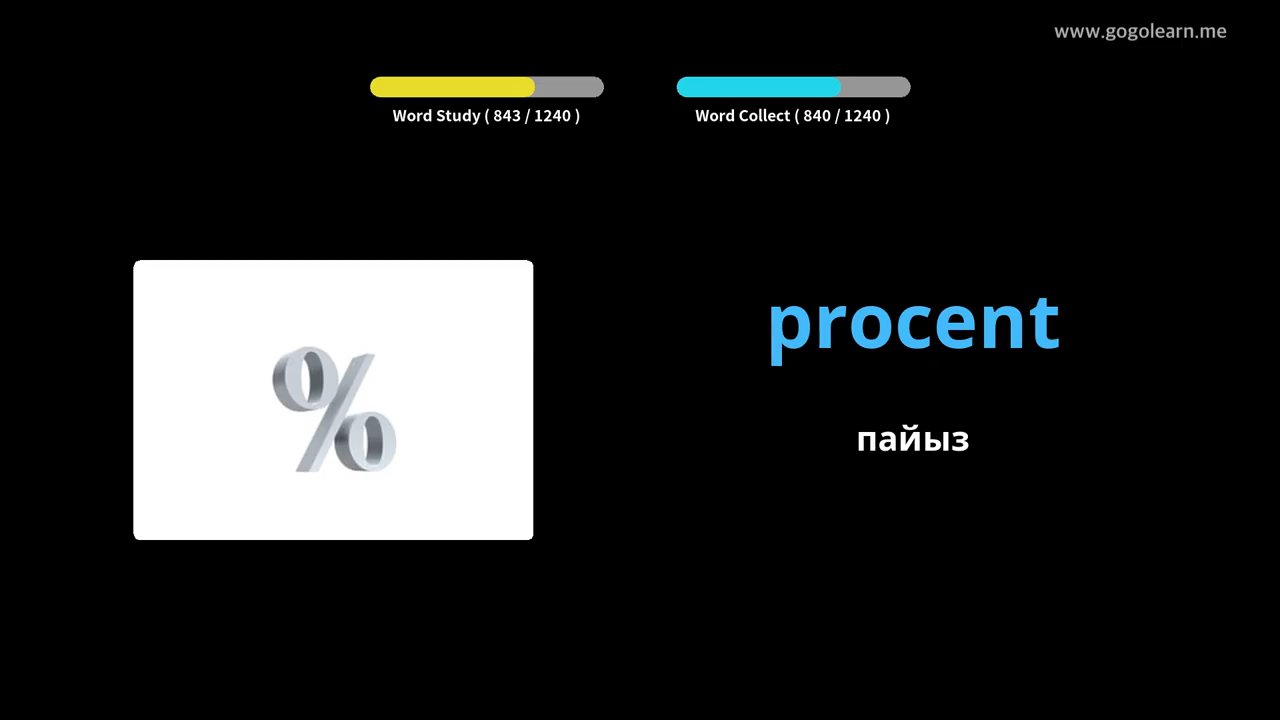 www.gogolearn.me
Word Study ( 843 / 1240 )
Word Collect ( 840 / 1240 )
%
procent
пайыз